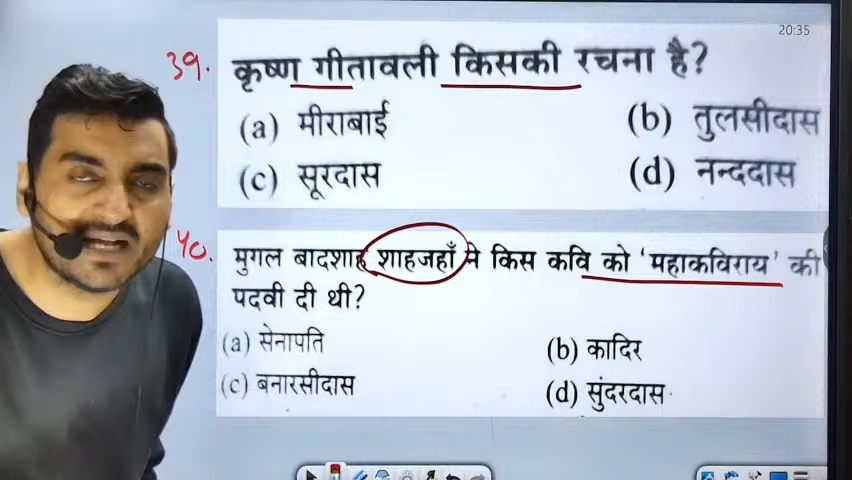 20:35
39. कृष्ण गीतावली किसकी रचना है?
(a) मीराबाई (b) तुलसीदास
(c) सूरदास (d) नन्ददास
40. मुगल बादशाह शाहजहाँ ने किस कवि को 'महाकविराय' की
पदवी दी थी?
(a) सेनापति (b) कादिर
(c) बनारसीदास (d) सुंदरदास